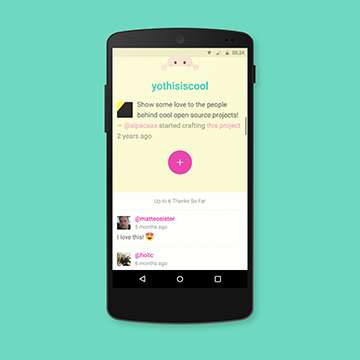 08:24
yothisiscool
Show some love to the people
behind cool open source projects!
— @alpacaaa started crafting this project
2 years ago
+
Up to 6 Thanks So Far
@matteosister
5 months ago
I love this! 😍
@holic
6 months ago